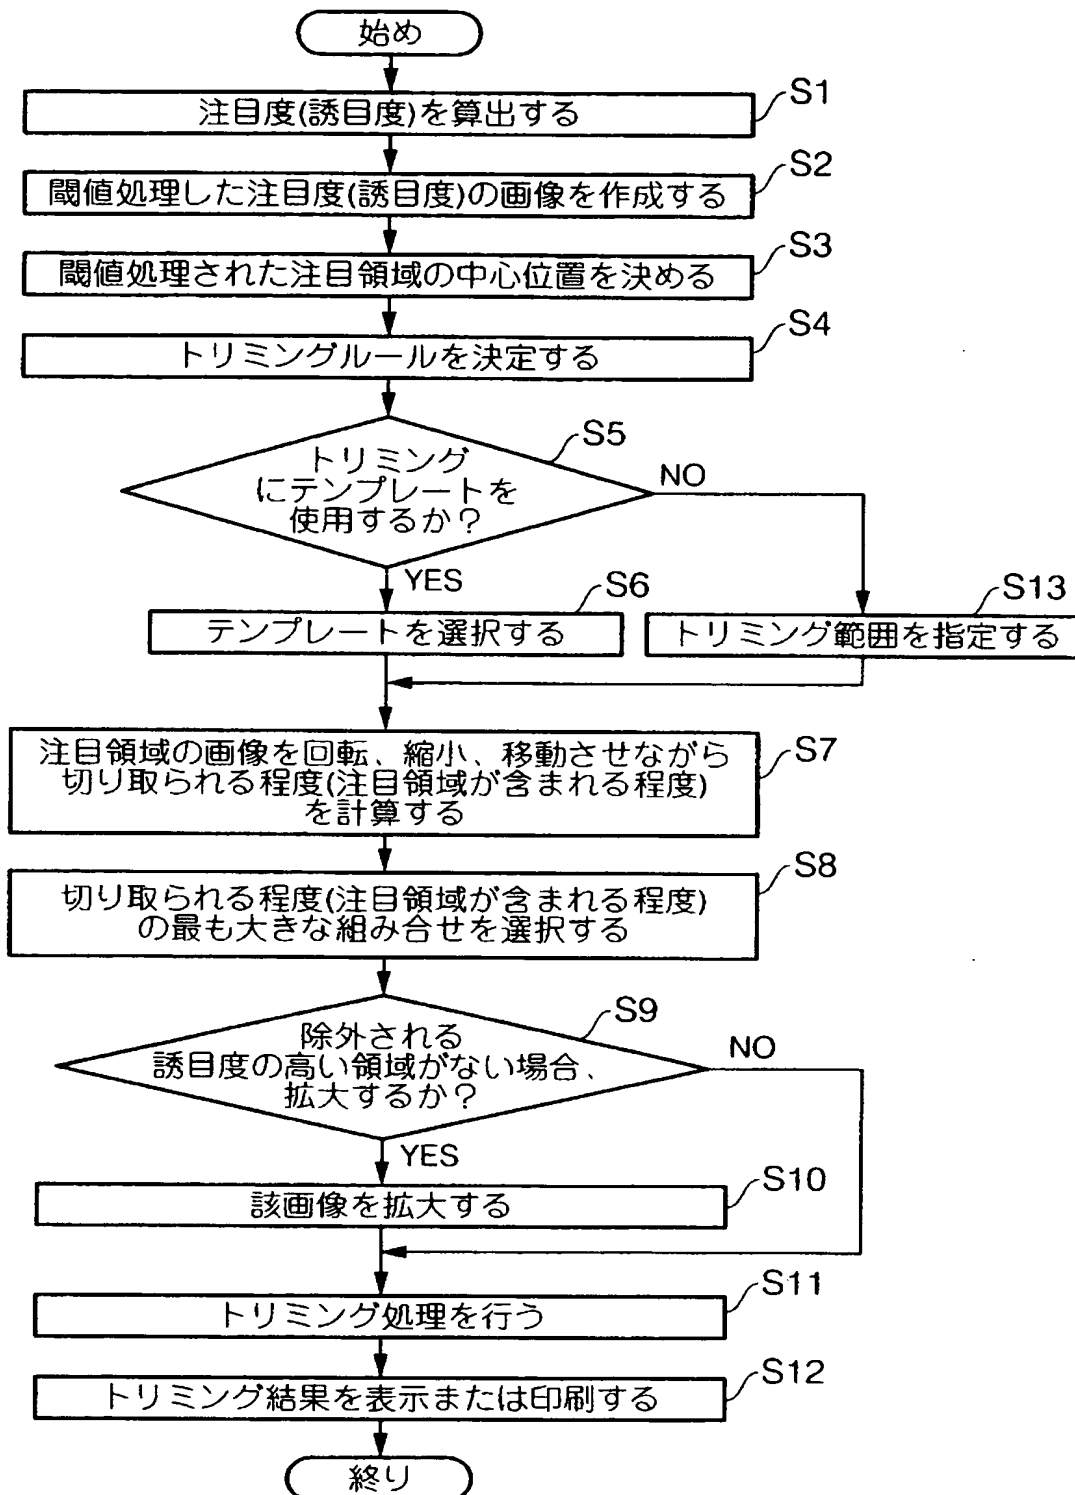 始め
注目度(誘目度)を算出する
S1
閾値処理した注目度(誘目度)の画像を作成する
S2
閾値処理された注目領域の中心位置を決める
S3
トリミングルールを決定する
S4
トリミング
にテンプレートを
使用するか？
S5
NO
YES
テンプレートを選択する
S6
トリミング範囲を指定する
S13
注目領域の画像を回転、縮小、移動させながら
切り取られる程度(注目領域が含まれる程度)
を計算する
S7
切り取られる程度(注目領域が含まれる程度)
の最も大きな組み合せを選択する
S8
除外される
誘目度の高い領域がない場合、
拡大するか？
S9
NO
YES
該画像を拡大する
S10
トリミング処理を行う
S11
トリミング結果を表示または印刷する
S12
終り